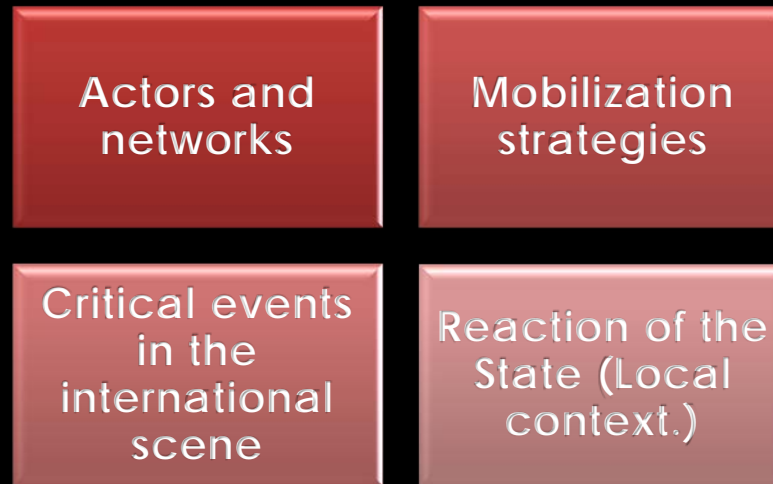 Actors and
networks
Mobilization
strategies
Critical events
in the
international
scene
Reaction of the
State (Local
context.)